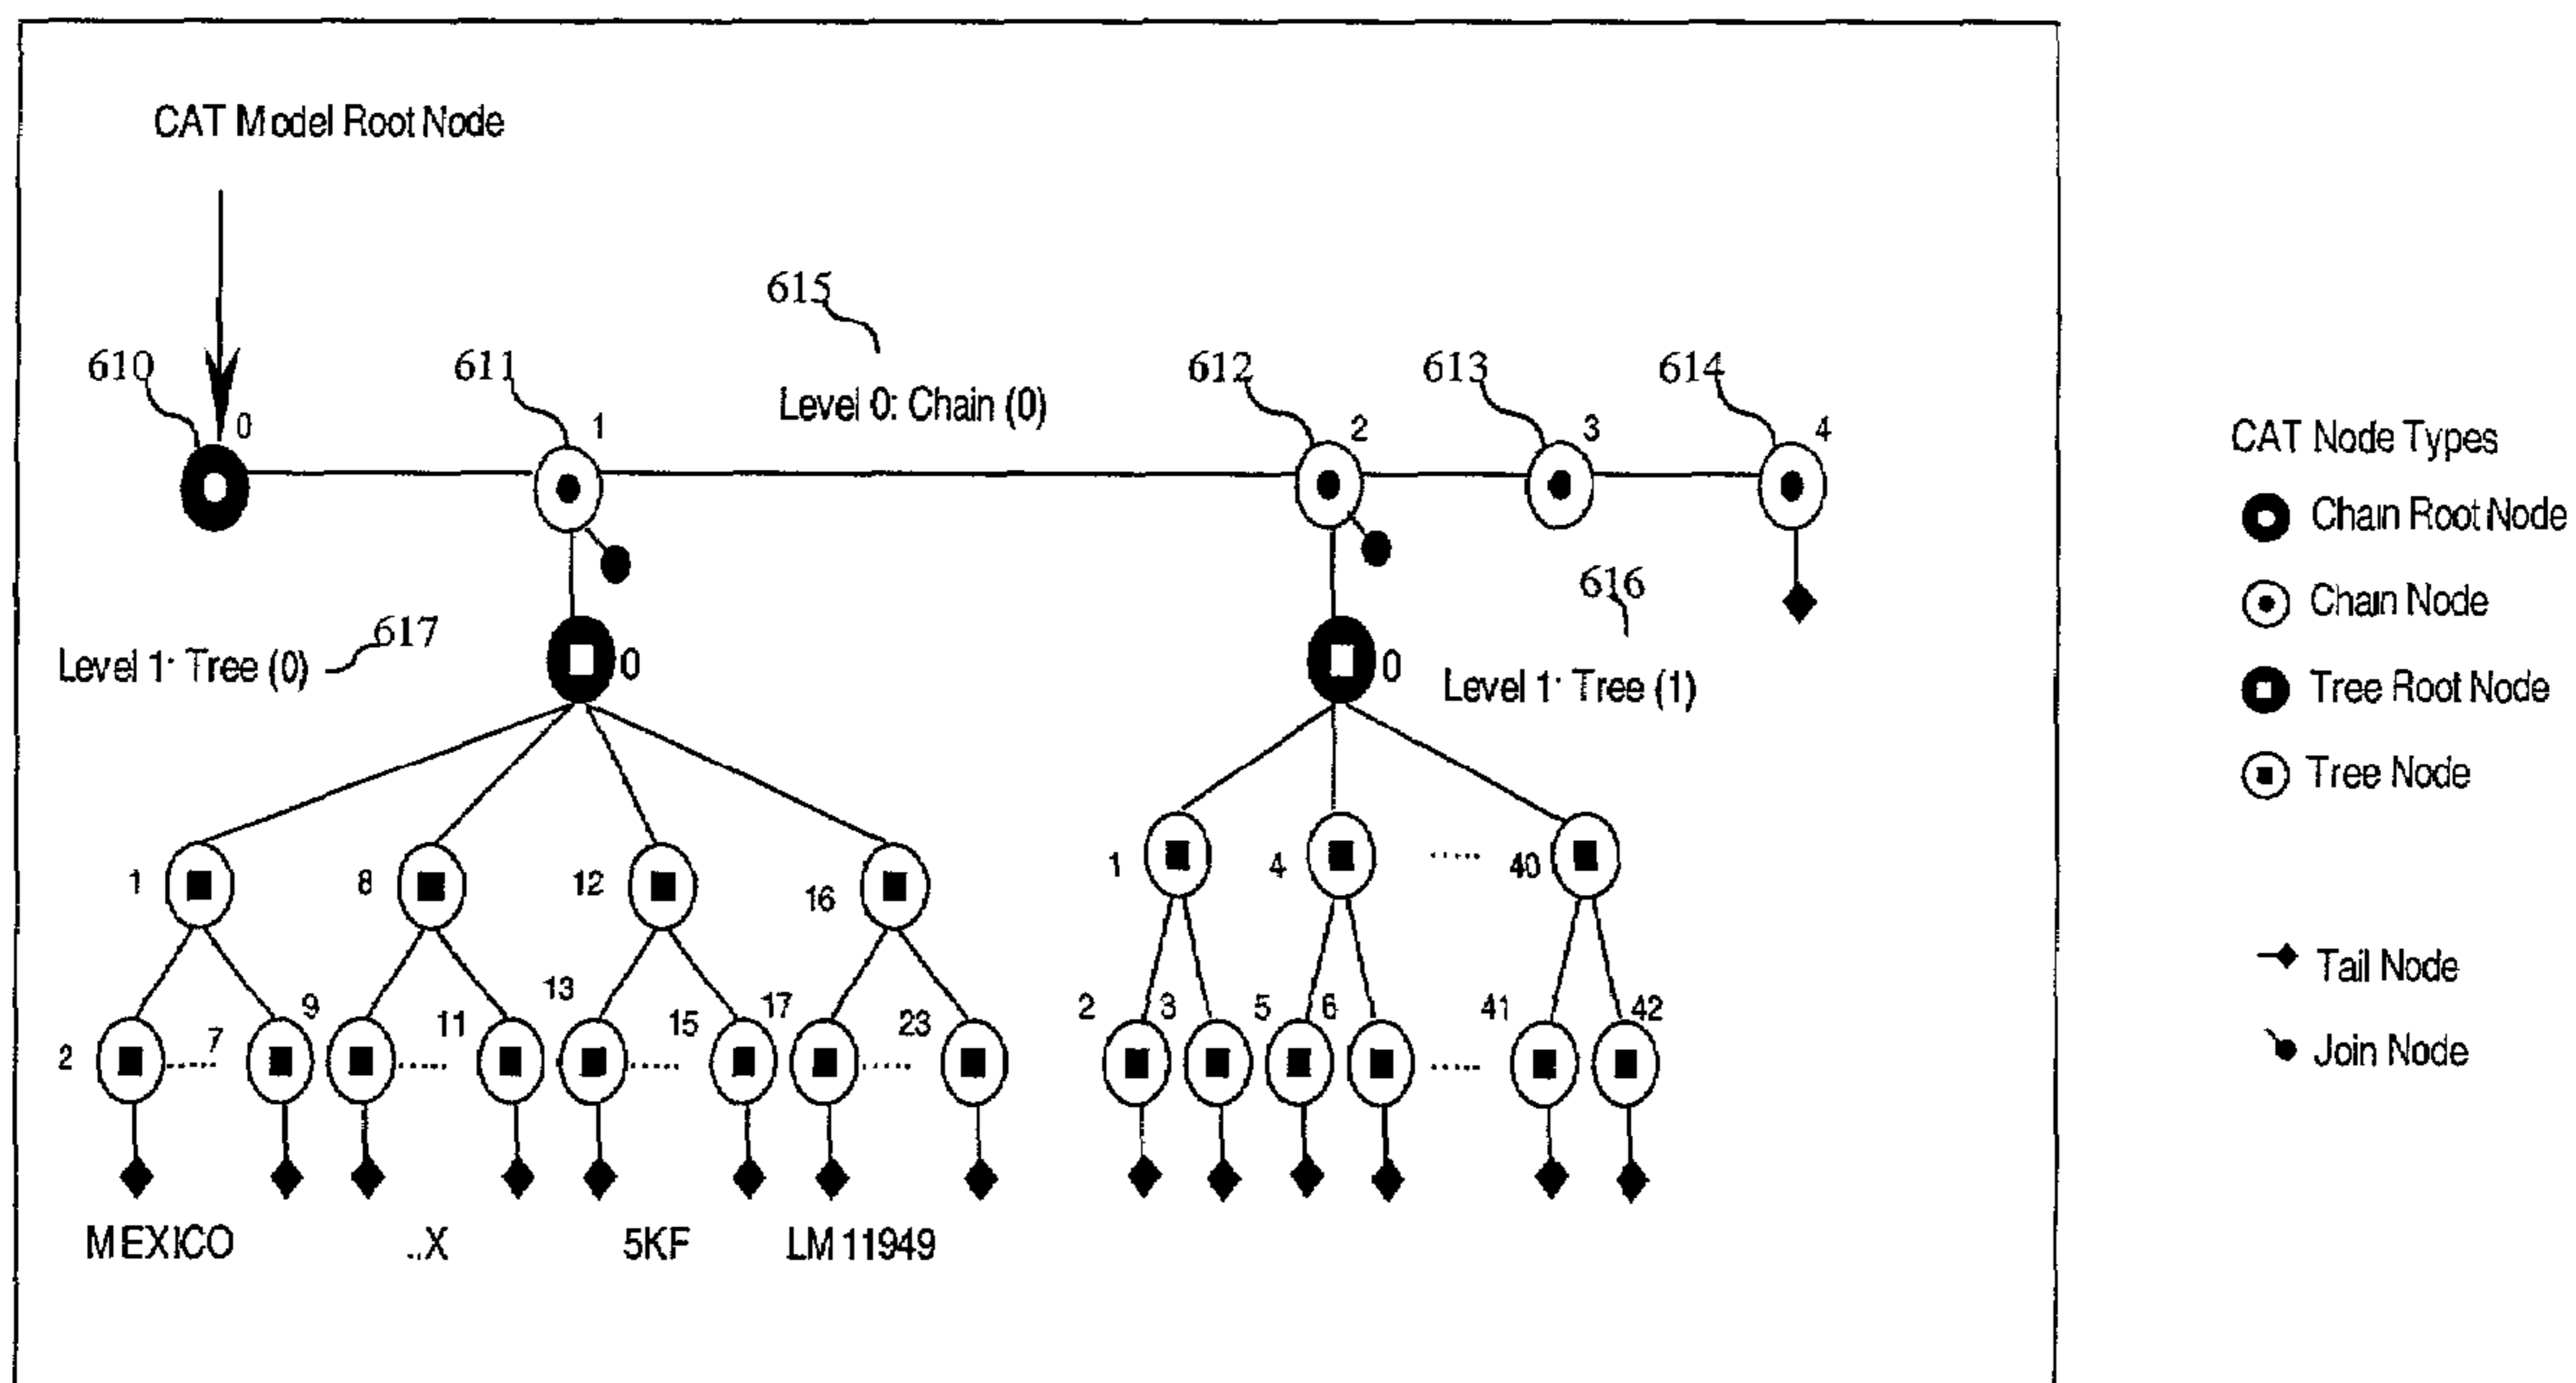 CAT Model Root Node
615
610
611
612
613
614
0
1
Level 0: Chain (0)
2
3
4
CAT Node Types
Chain Root Node
Chain Node
Tree Root Node
Tree Node
Tail Node
Join Node
616
617
Level 1: Tree (0)
0
0
Level 1: Tree (1)
1
8
12
16
1
4
.....
40
2
.....
7
9
.....
11
13
.....
15
17
.....
23
2
3
5
6
.....
41
42
MEXICO
..X
5KF
LM11949